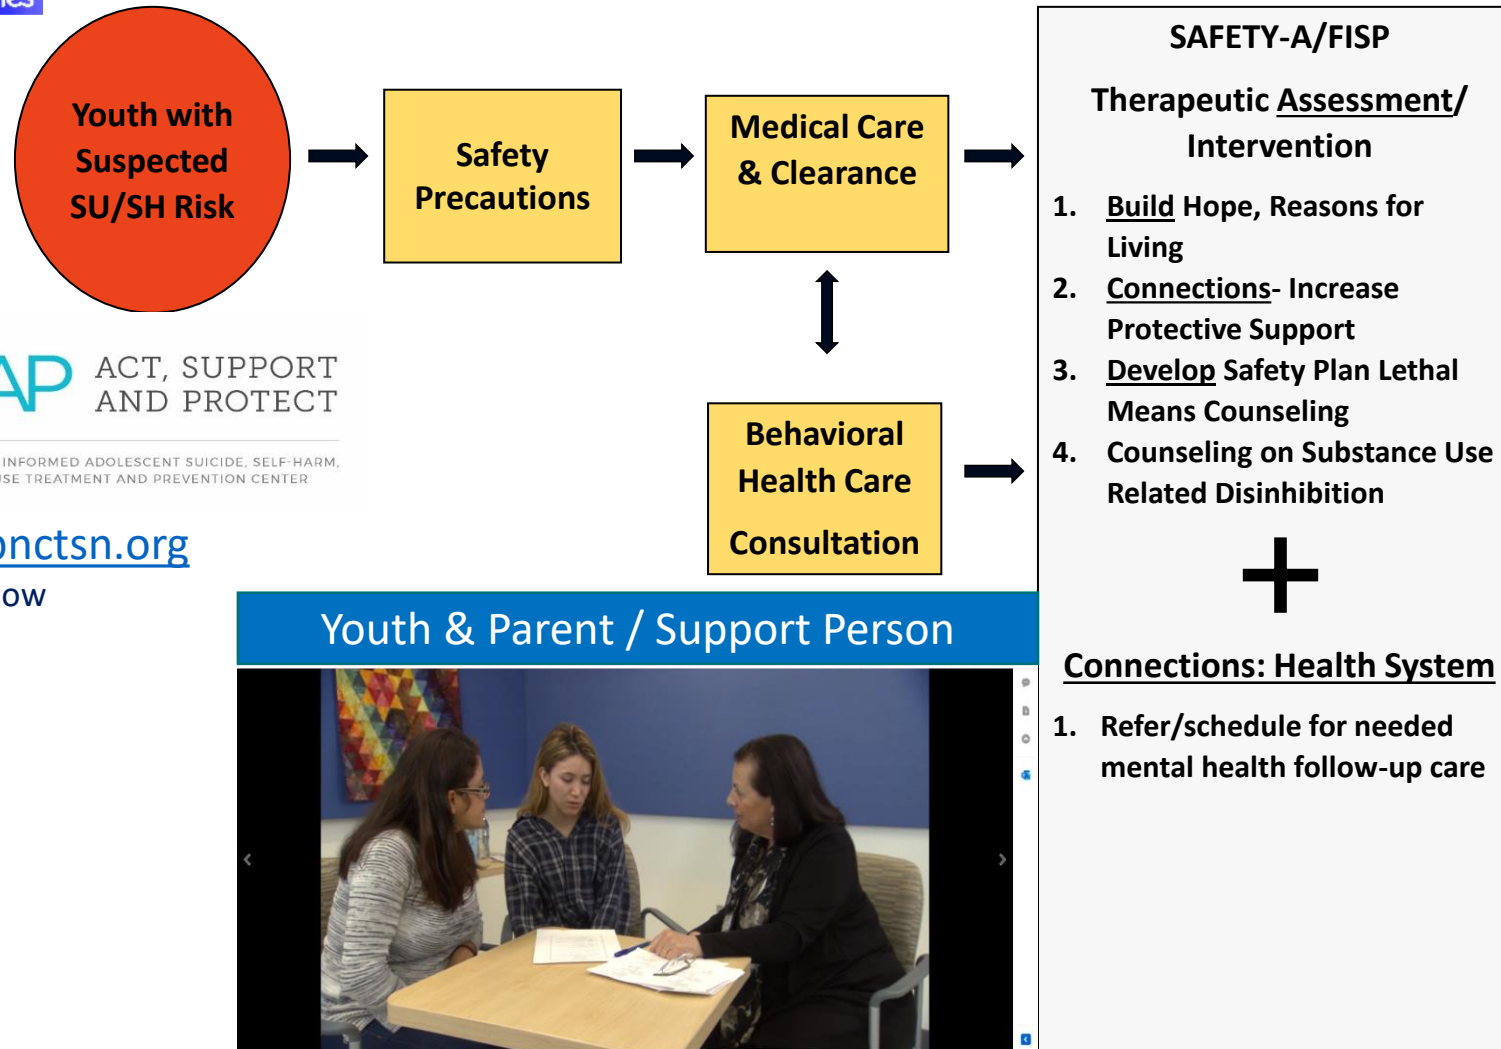 Youth with
Suspected
SU/SH Risk
Safety
Precautions
Medical Care
& Clearance
Behavioral
Health Care
Consultation
SAFETY-A/FISP
Therapeutic Assessment/
Intervention
1. Build Hope, Reasons for
Living
2. Connections- Increase
Protective Support
3. Develop Safety Plan Lethal
Means Counseling
4. Counseling on Substance Use
Related Disinhibition
+
Connections: Health System
1. Refer/schedule for needed
mental health follow-up care
AP ACT, SUPPORT
AND PROTECT
INFORMED ADOLESCENT SUICIDE, SELF-HARM,
USE TREATMENT AND PREVENTION CENTER
nctsn.org
ow
Youth & Parent / Support Person